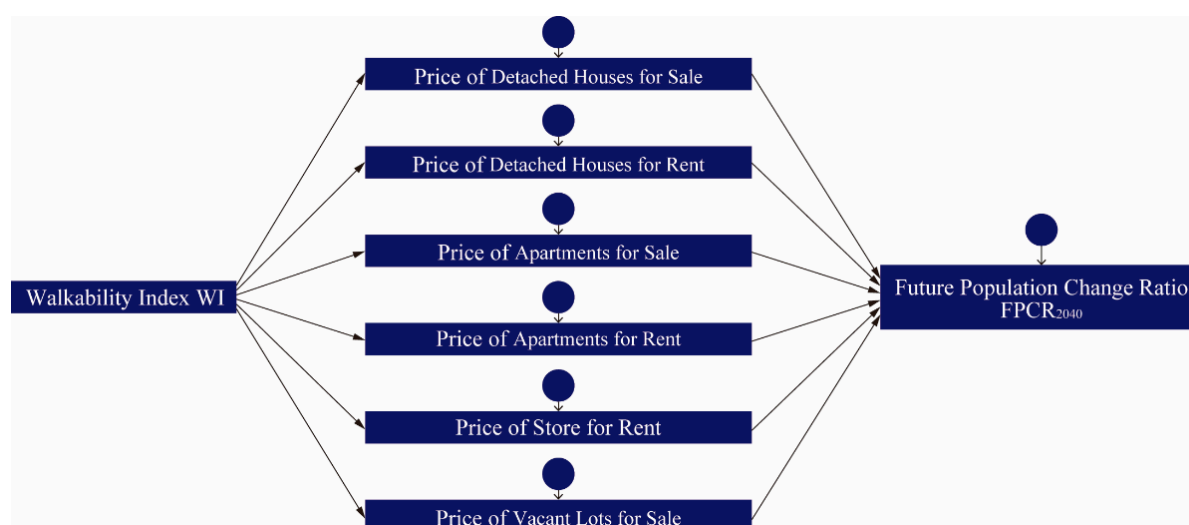 Price of Detached Houses for Sale
Price of Detached Houses for Rent
Price of Apartments for Sale
Walkability Index WI
Future Population Change Ratio
FPCR2040
Price of Apartments for Rent
Price of Store for Rent
Price of Vacant Lots for Sale